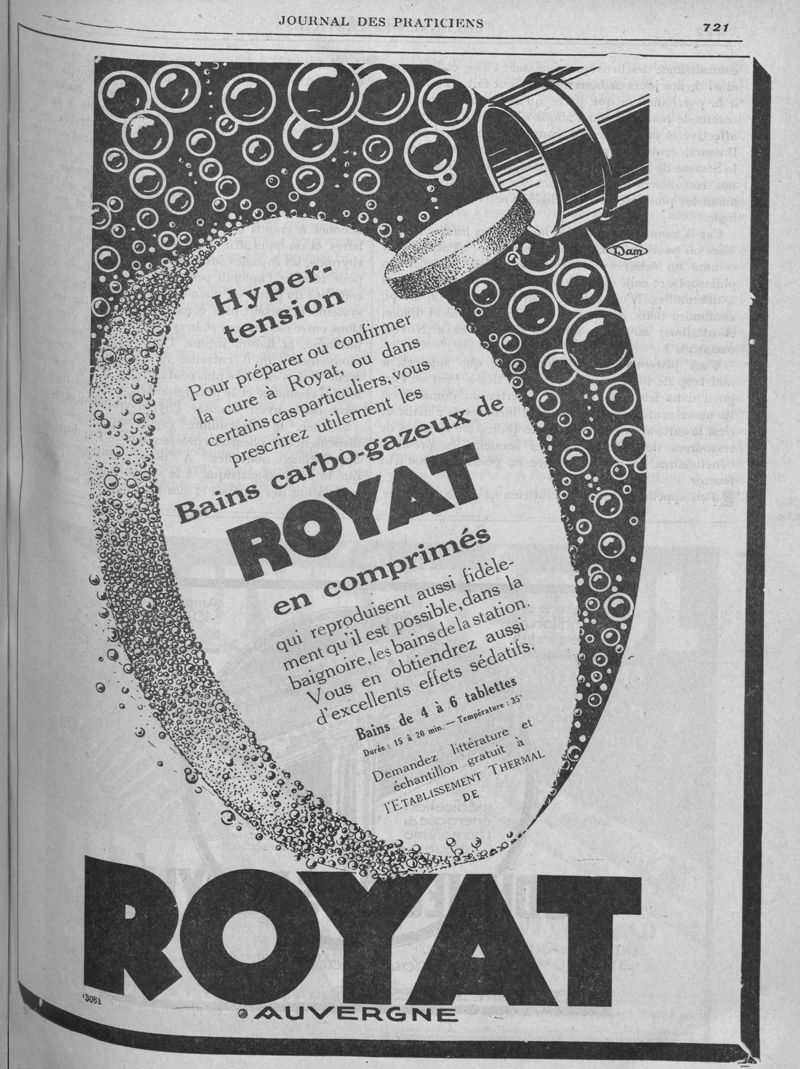 JOURNAL DES PRATICIENS
721
Dam
Hyper-
tension
Pour préparer ou confirmer
la cure à Royat, ou dans
certains cas particuliers, vous
prescrirez utilement les
Bains carbo-gazeux de
ROYAT
en comprimés
qui reproduisent aussi fidèle-
ment qu'il est possible, dans la
baignoire, les bains de la station.
Vous en obtiendrez aussi
d'excellents effets sédatifs.
Bains de 4 à 6 tablettes
Durée : 15 à 20 min. — Température : 35°
Demandez littérature et
échantillon gratuit à
l'ETABLISSEMENT THERMAL
DE
ROYAT
AUVERGNE